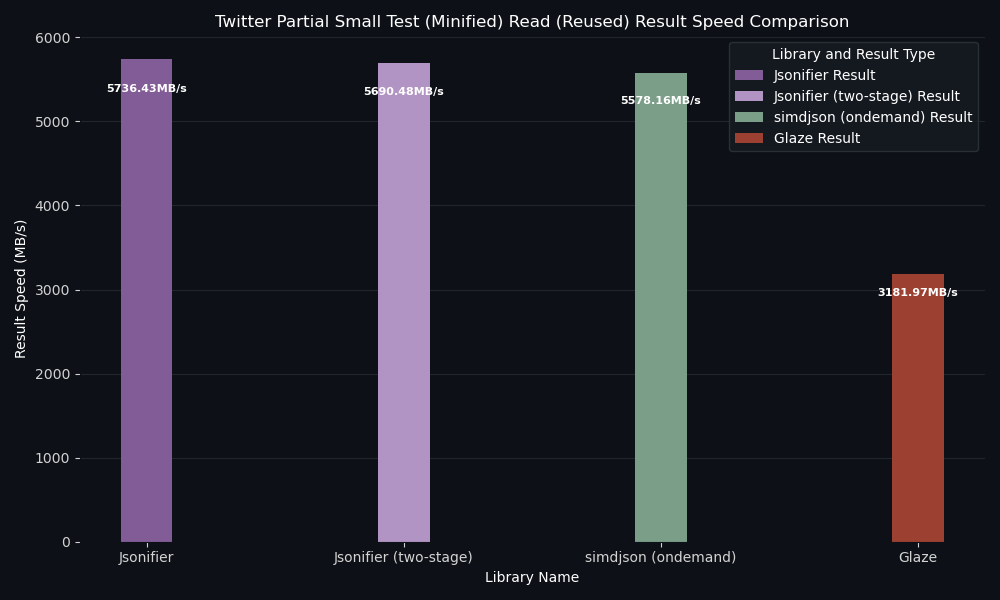 Twitter Partial Small Test (Minified) Read (Reused) Result Speed Comparison
Library and Result Type
Jsonifier Result
Jsonifier (two-stage) Result
simdjson (ondemand) Result
Glaze Result
Result Speed (MB/s)
6000
5000
4000
3000
2000
1000
0
5736.43MB/s
5690.48MB/s
5578.16MB/s
3181.97MB/s
Jsonifier
Jsonifier (two-stage)
simdjson (ondemand)
Glaze
Library Name